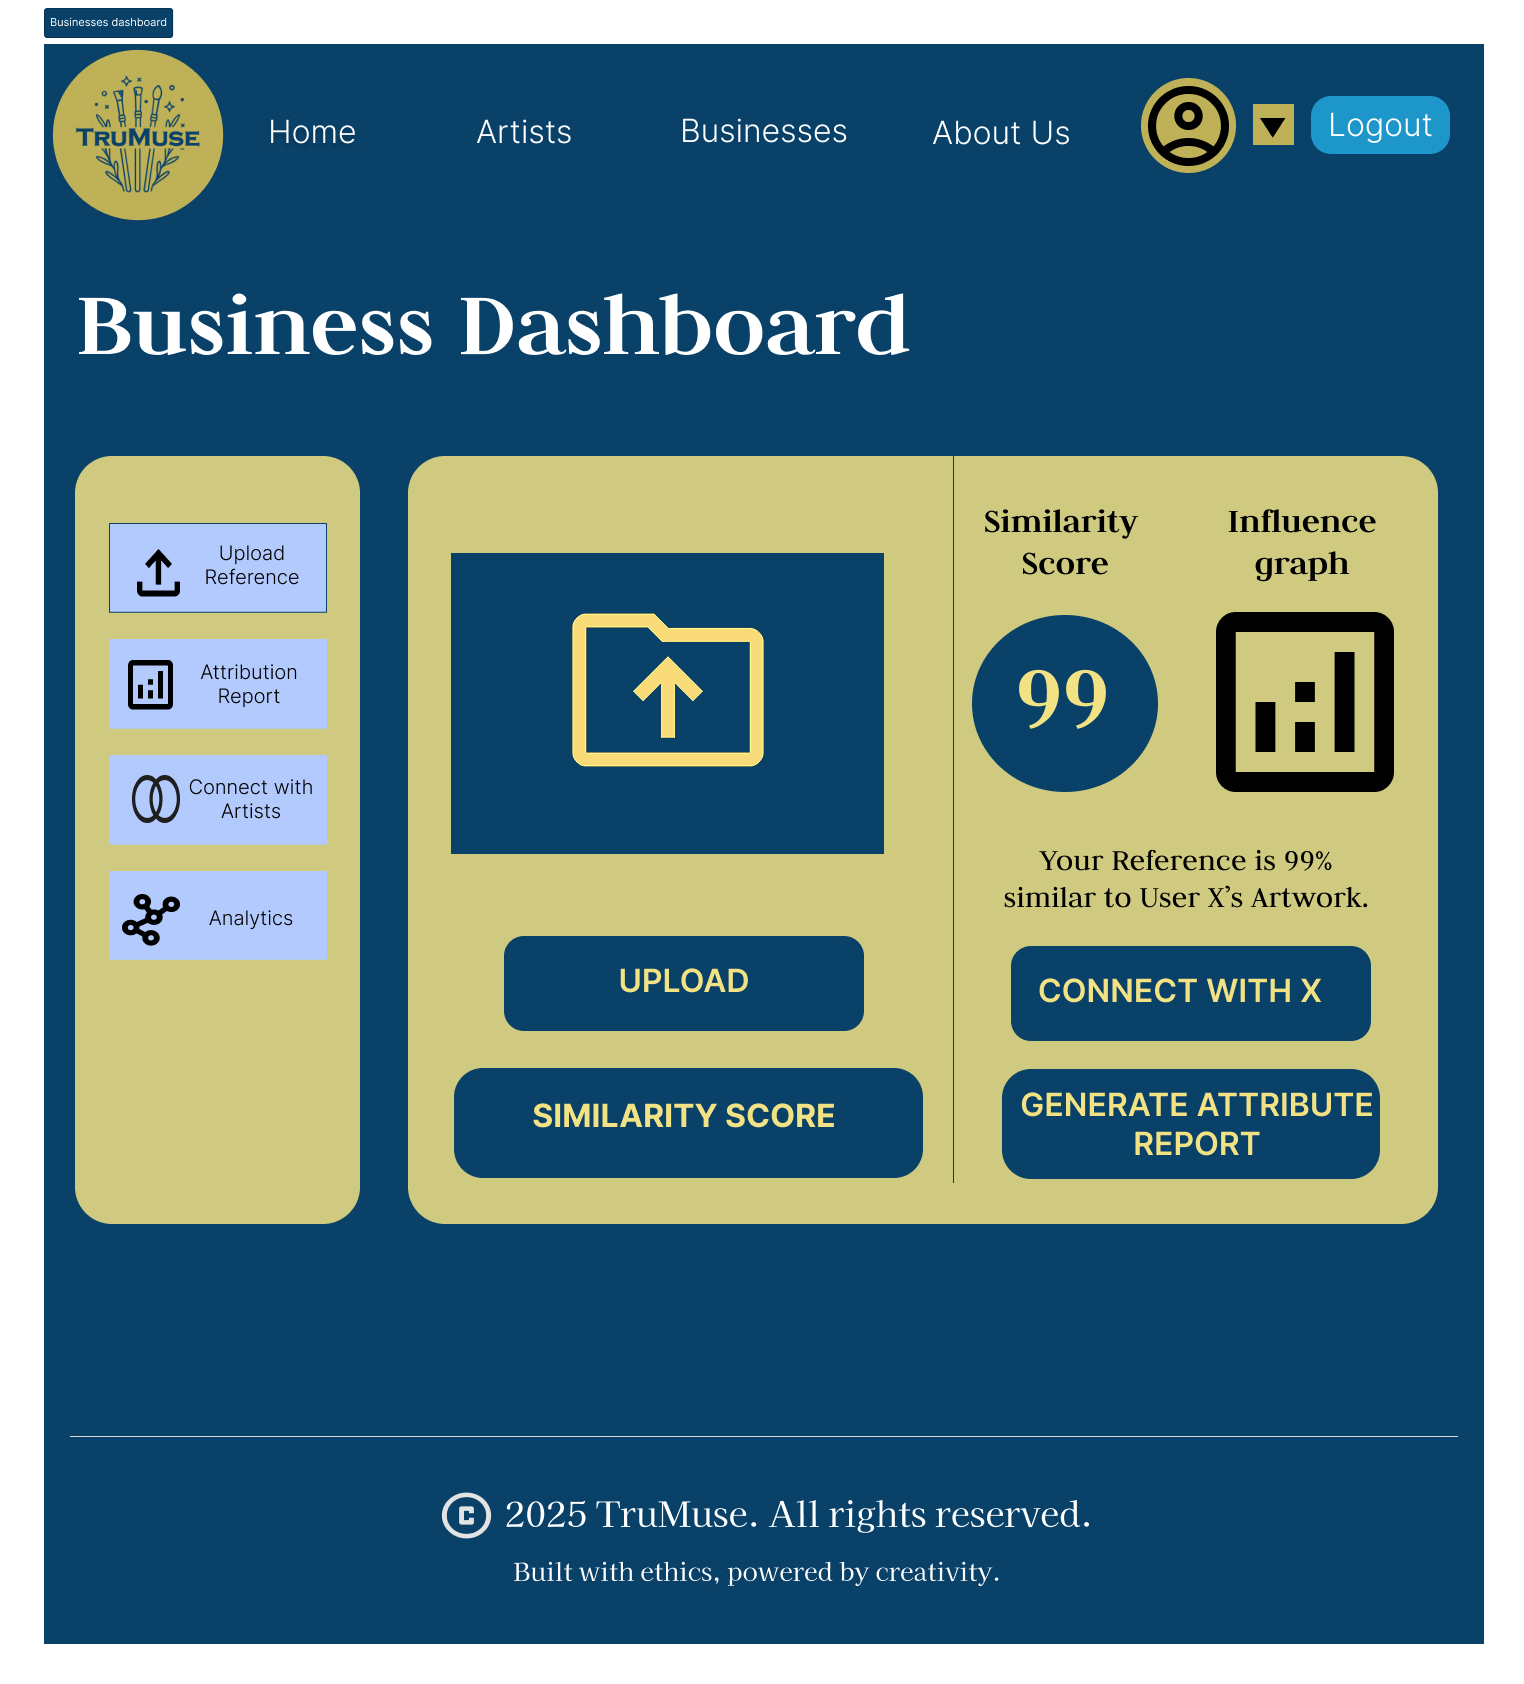 Businesses dashboard
TRUMUSE
Home
Artists
Businesses
About Us
Logout
Business Dashboard
Upload
Reference
Attribution
Report
Connect with
Artists
Analytics
UPLOAD
SIMILARITY SCORE
Similarity
Score
Influence
graph
99
Your Reference is 99%
similar to User X’s Artwork.
CONNECT WITH X
GENERATE ATTRIBUTE
REPORT
© 2025 TruMuse. All rights reserved.
Built with ethics, powered by creativity.